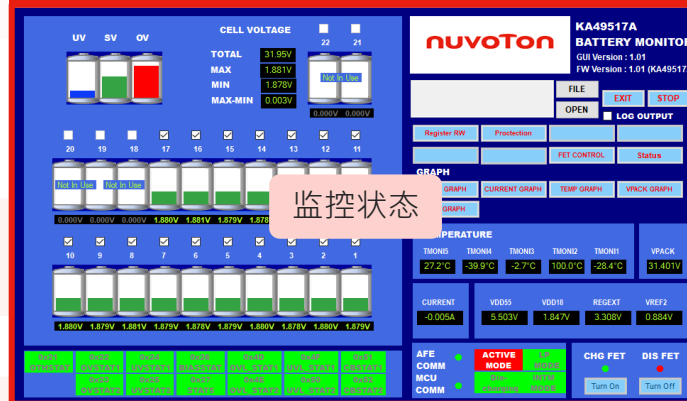 UV SV OV
CELL VOLTAGE
TOTAL 31.95V
MAX 1.881V
MIN 1.878V
MAX-MIN 0.003V
22 21
Not In Use
0.000V 0.000V
20 19 18 17 16 15 14 13 12 11
Not In Use Not In Use
0.000V 0.000V 0.000V 1.880V 1.881V 1.879V
监控状态
10 9 8 7 6 5 4 3 2 1
1.880V 1.879V 1.881V 1.879V 1.879V 1.880V 1.878V 1.878V 1.880V 1.879V
nuvoTon
KA49517A
BATTERY MONITOR
GUI Version : 1.01
FW Version : 1.01 (KA49517
FILE
OPEN
EXIT STOP
LOG OUTPUT
Register RW Proctection
FET CONTROL Status
GRAPH
GRAPH CURRENT GRAPH TEMP GRAPH VPACK GRAPH
GRAPH
TMONI5 TMONI4 TMONI3 TMONI2 TMONI1
27.2°C -39.9°C -2.7°C 100.0°C -28.4°C
VPACK
31.401V
CURRENT VDD55 VDD18 REGEXT VREF2
-0.005A 5.503V 1.847V 3.308V 0.884V
AFE
COMM
MCU
COMM
ACTIVE
MODE
LP
MODE
INTM
MODE
CHG FET DIS FET
Turn On Turn Off